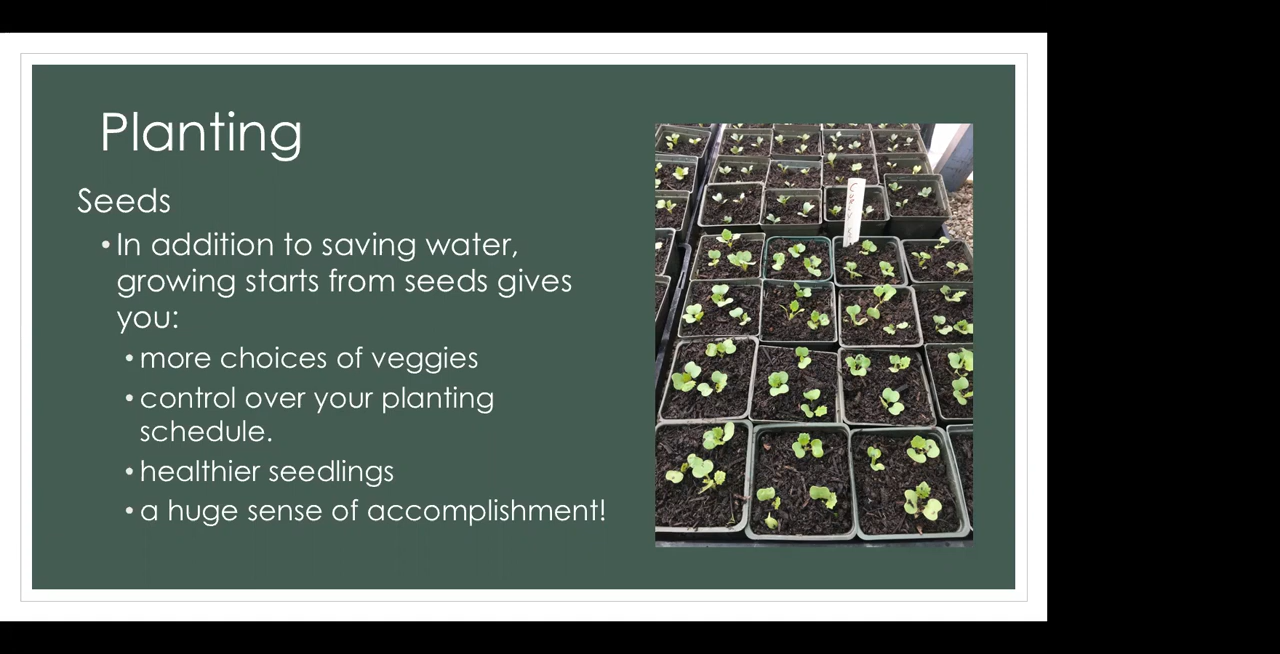 Planting
Seeds
• In addition to saving water,
growing starts from seeds gives
you:
• more choices of veggies
• control over your planting
schedule.
• healthier seedlings
• a huge sense of accomplishment!